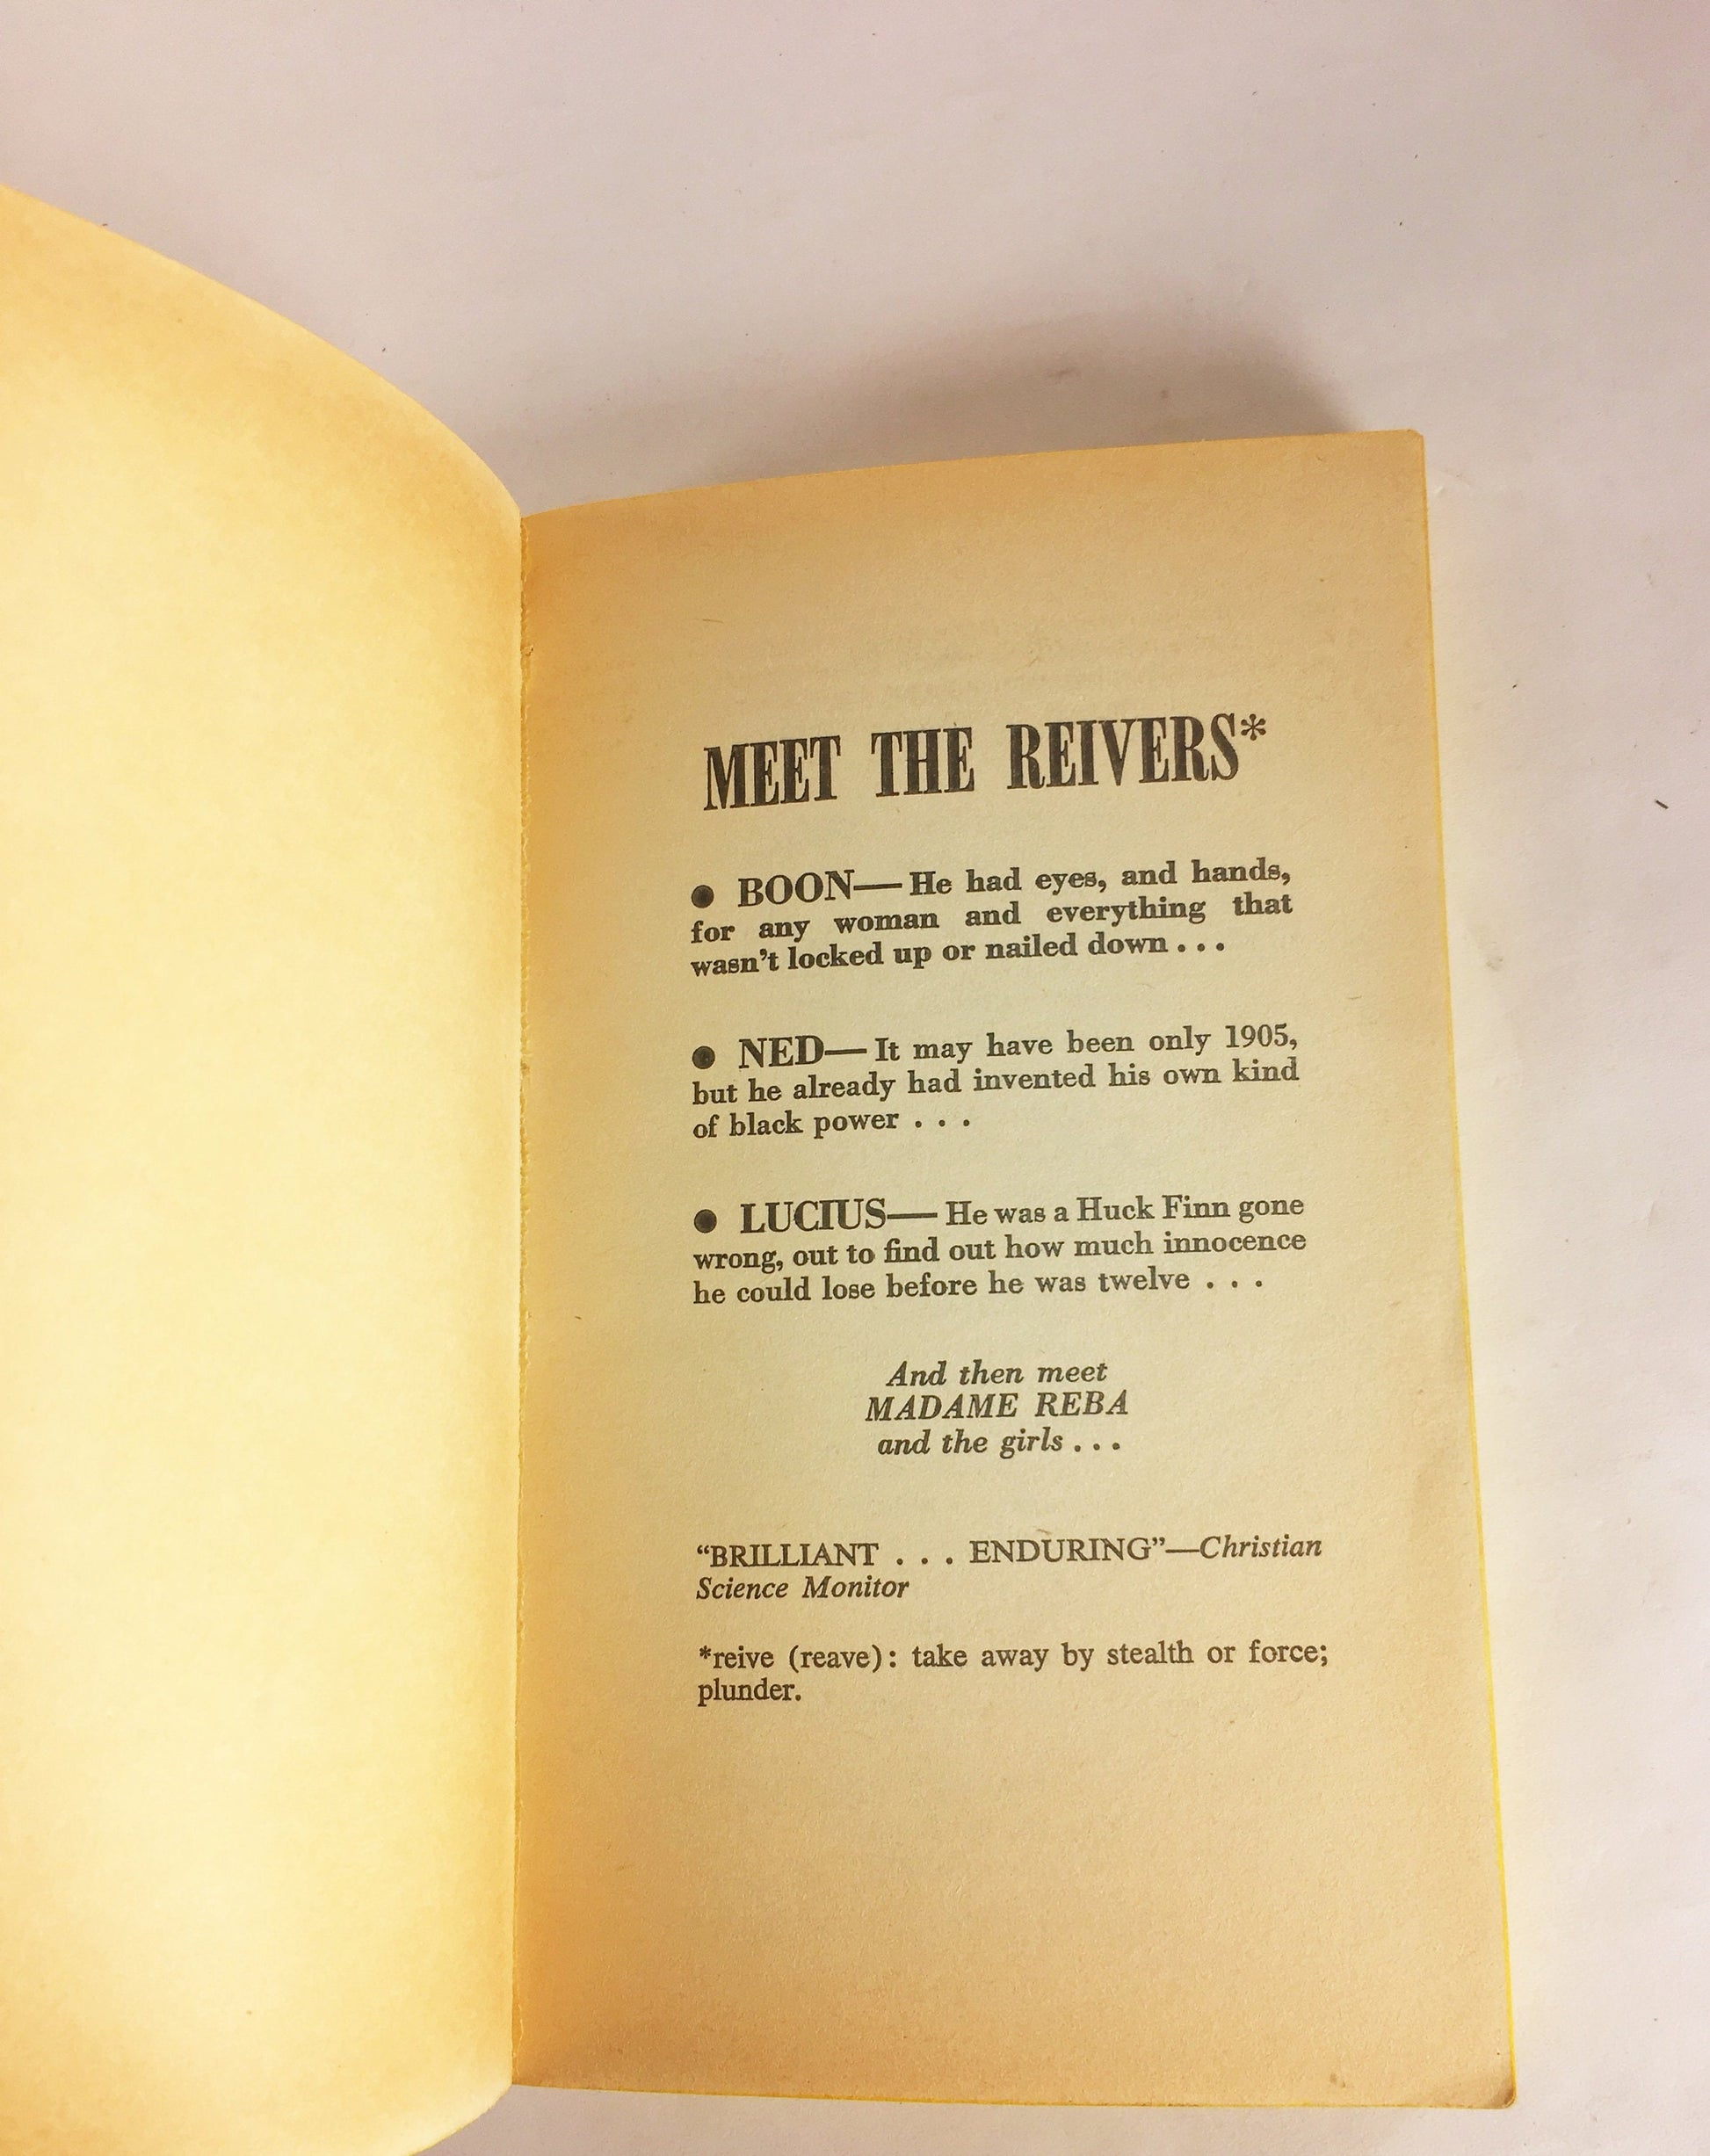 MEET THE REIVERS*
● BOON—He had eyes, and hands,
for any woman and everything that
wasn't locked up or nailed down . . .
● NED—It may have been only 1905,
but he already had invented his own kind
of black power . . .
● LUCIUS—He was a Huck Finn gone
wrong, out to find out how much innocence
he could lose before he was twelve . . .
And then meet
MADAME REBA
and the girls . . .
“BRILLIANT . . . ENDURING”—Christian
Science Monitor
*reive (reave): take away by stealth or force;
plunder.